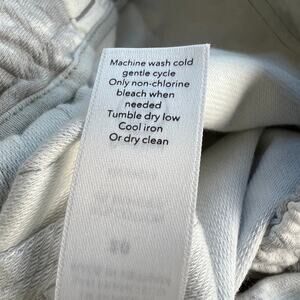 Machine wash cold
gentle cycle
Only non-chlorine
bleach when
needed
Tumble dry low
Cool iron
Or dry clean